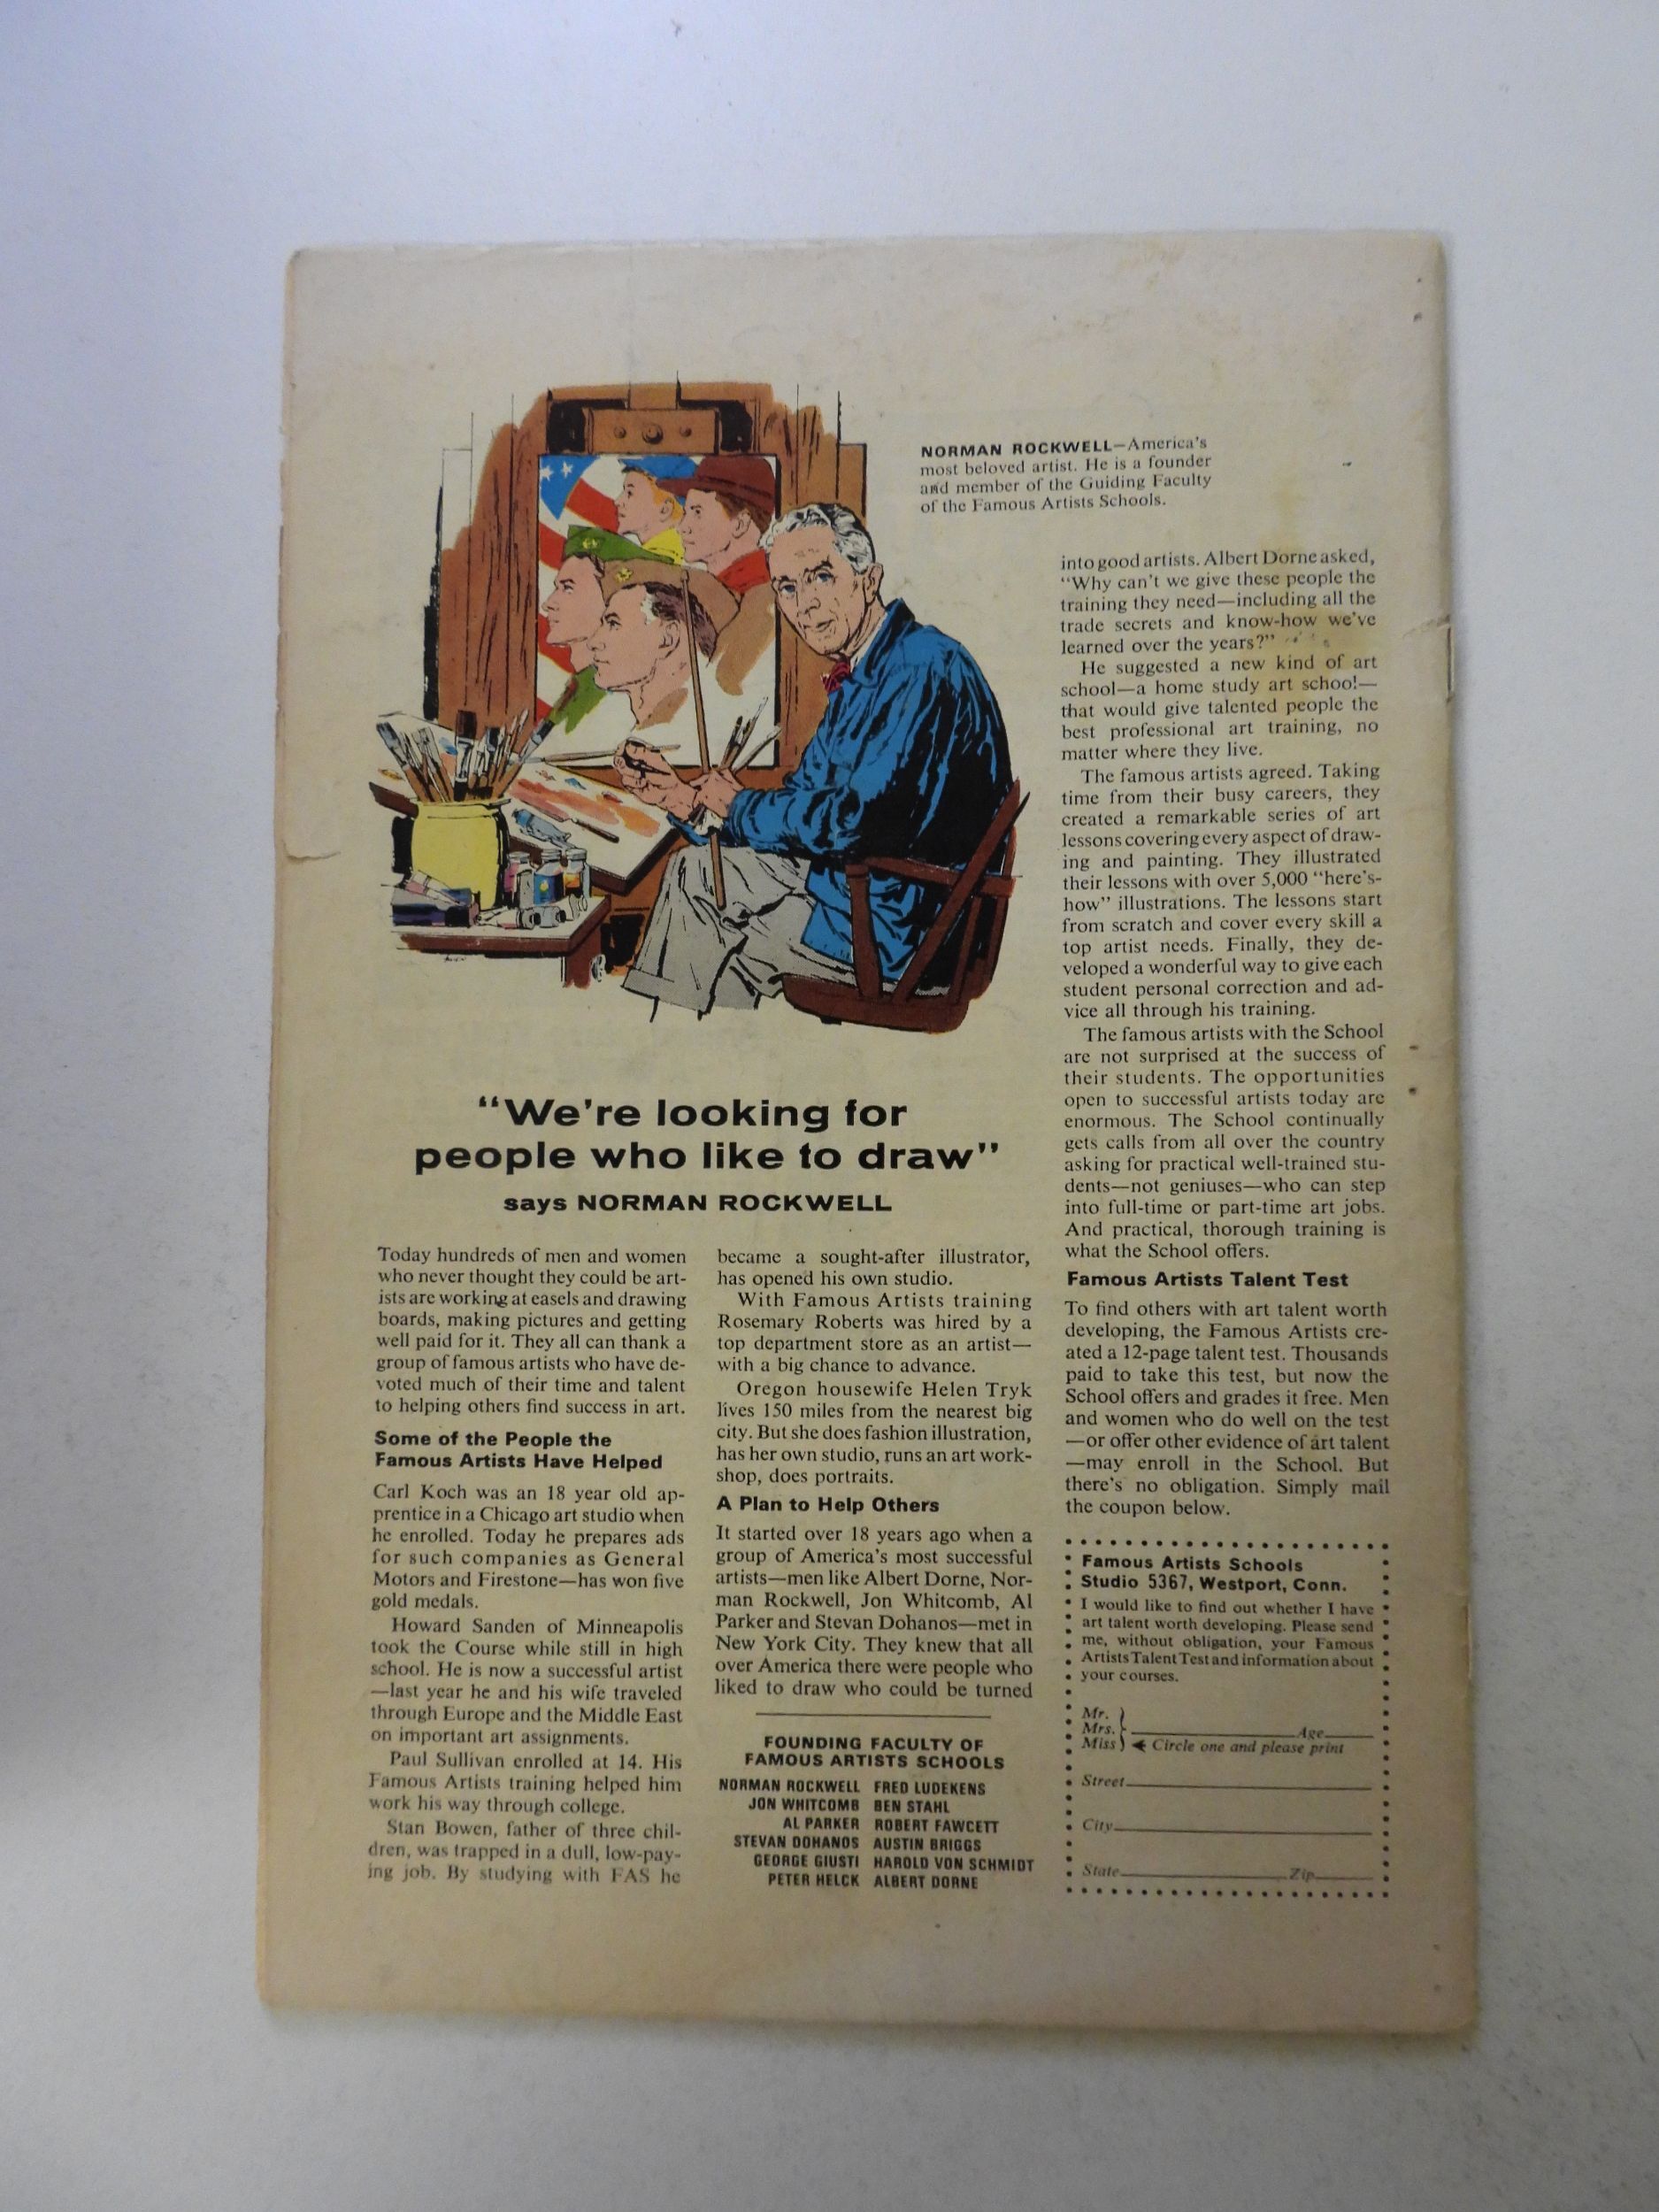 NORMAN ROCKWELL—America's
most beloved artist. He is a founder
and member of the Guiding Faculty
of the Famous Artists Schools.
"We're looking for
people who like to draw"
says NORMAN ROCKWELL
Today hundreds of men and women
who never thought they could be art-
ists are working at easels and drawing
boards, making pictures and getting
well paid for it. They all can thank a
group of famous artists who have de-
voted much of their time and talent
to helping others find success in art.
Some of the People the
Famous Artists Have Helped
Carl Koch was an 18 year old ap-
prentice in a Chicago art studio when
he enrolled. Today he prepares ads
for such companies as General
Motors and Firestone—has won five
gold medals.
Howard Sanden of Minneapolis
took the Course while still in high
school. He is now a successful artist
—last year he and his wife traveled
through Europe and the Middle East
on important art assignments.
Paul Sullivan enrolled at 14. His
Famous Artists training helped him
work his way through college.
Stan Bowen, father of three chil-
dren, was trapped in a dull, low-pay-
ing job. By studying with FAS he
became a sought-after illustrator,
has opened his own studio.
With Famous Artists training
Rosemary Roberts was hired by a
top department store as an artist—
with a big chance to advance.
Oregon housewife Helen Tryk
lives 150 miles from the nearest big
city. But she does fashion illustration,
has her own studio, runs an art work-
shop, does portraits.
A Plan to Help Others
It started over 18 years ago when a
group of America's most successful
artists—men like Albert Dorne, Nor-
man Rockwell, Jon Whitcomb, Al
Parker and Stevan Dohanos—met in
New York City. They knew that all
over America there were people who
liked to draw who could be turned
FOUNDING FACULTY OF
FAMOUS ARTISTS SCHOOLS
NORMAN ROCKWELL FRED LUDEKENS
JON WHITCOMB BEN STAHL
AL PARKER ROBERT FAWCETT
STEVAN DOHANOS AUSTIN BRIGGS
GEORGE GIUSTI HAROLD VON SCHMIDT
PETER HELCK ALBERT DORNE
into good artists. Albert Dorne asked,
"Why can't we give these people the
training they need—including all the
trade secrets and know-how we've
learned over the years?"
He suggested a new kind of art
school—a home study art school—
that would give talented people the
best professional art training, no
matter where they live.
The famous artists agreed. Taking
time from their busy careers, they
created a remarkable series of art
lessons covering every aspect of draw-
ing and painting. They illustrated
their lessons with over 5,000 "here's-
how" illustrations. The lessons start
from scratch and cover every skill a
top artist needs. Finally, they de-
veloped a wonderful way to give each
student personal correction and ad-
vice all through his training.
The famous artists with the School
are not surprised at the success of
their students. The opportunities
open to successful artists today are
enormous. The School continually
gets calls from all over the country
asking for practical well-trained stu-
dents—not geniuses—who can step
into full-time or part-time art jobs.
And practical, thorough training is
what the School offers.
Famous Artists Talent Test
To find others with art talent worth
developing, the Famous Artists cre-
ated a 12-page talent test. Thousands
paid to take this test, but now the
School offers and grades it free. Men
and women who do well on the test
—or offer other evidence of art talent
—may enroll in the School. But
there's no obligation. Simply mail
the coupon below.
Famous Artists Schools
Studio 5367, Westport, Conn.
I would like to find out whether I have
art talent worth developing. Please send
me, without obligation, your Famous
Artists Talent Test and information about
your courses.
Mr.
Mrs. Age
Miss Circle one and please print
Street
City
State Zip